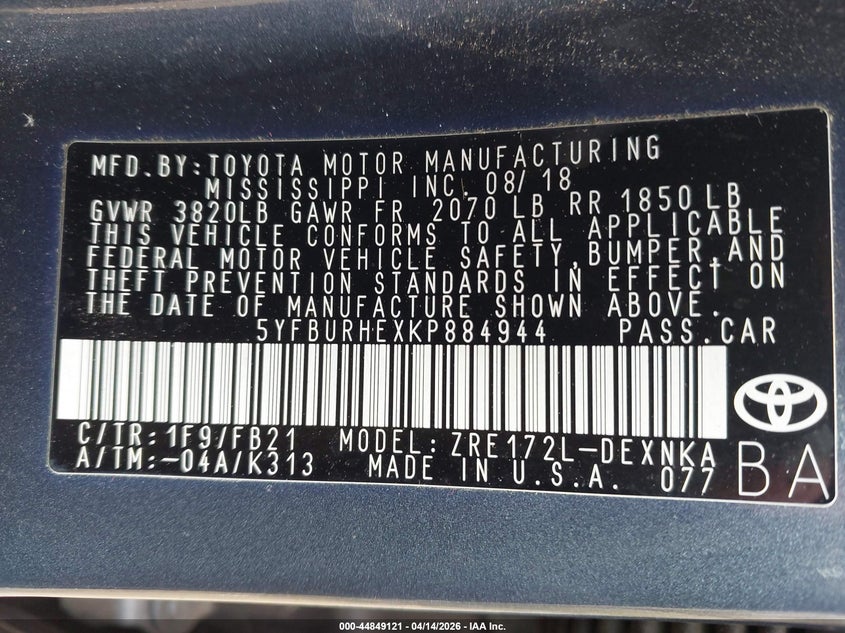 MFD.BY:TOYOTA MOTOR MANUFACTURING
MISSISSIPPI INC. 08/18
GVWR 3820LB GAWR FR 2070 LB RR 1850LB
THIS VEHICLE CONFORMS TO ALL APPLICABLE
FEDERAL MOTOR VEHICLE SAFETY,BUMPER,AND
THEFT PREVENTION STANDARDS IN EFFECT ON
THE DATE OF MANUFACTURE SHOWN ABOVE.
5YFBURHEXKP884944 PASS.CAR
C/TR:1F9/FB21 MODEL:ZRE172L-DEXNKA
A/TM:-04A/K313 MADE IN U.S.A. 077
BA
000-44849121 - 04/14/2026 - IAA Inc.